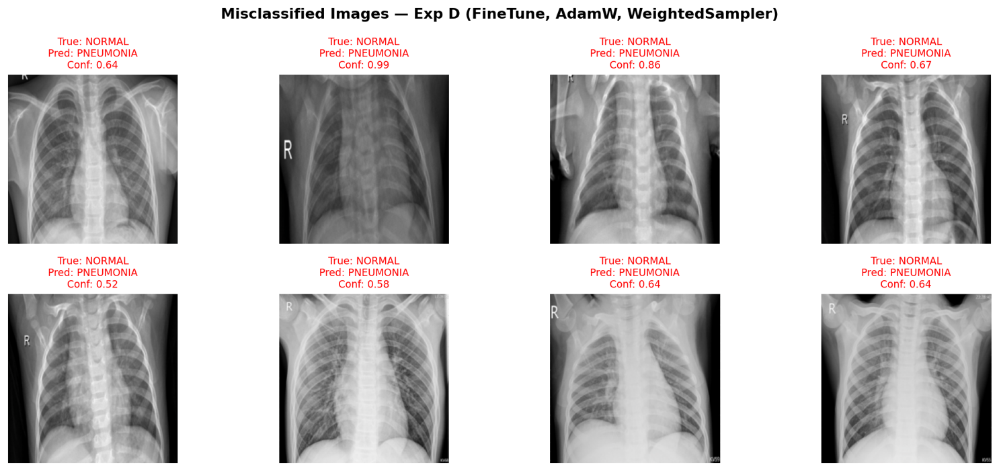 Misclassified Images — Exp D (FineTune, AdamW, WeightedSampler)
True: NORMAL
Pred: PNEUMONIA
Conf: 0.64
R
True: NORMAL
Pred: PNEUMONIA
Conf: 0.99
R
True: NORMAL
Pred: PNEUMONIA
Conf: 0.86
R
True: NORMAL
Pred: PNEUMONIA
Conf: 0.67
R
True: NORMAL
Pred: PNEUMONIA
Conf: 0.52
R
True: NORMAL
Pred: PNEUMONIA
Conf: 0.58
R
True: NORMAL
Pred: PNEUMONIA
Conf: 0.64
R
True: NORMAL
Pred: PNEUMONIA
Conf: 0.64
R